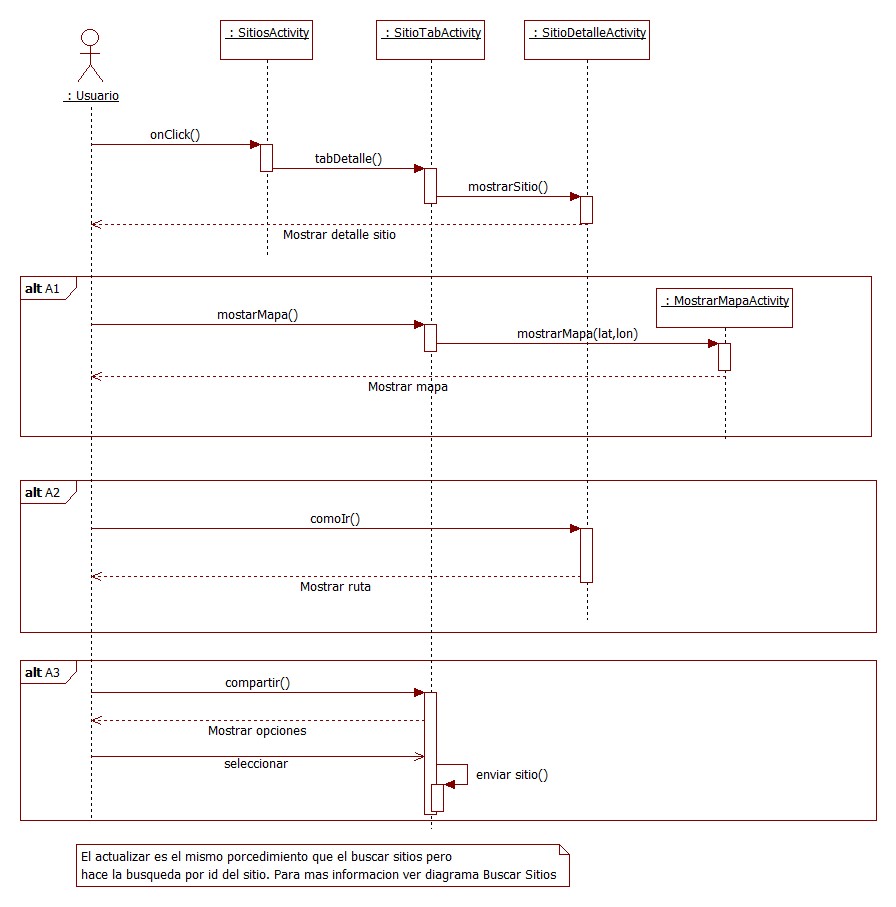 : SitiosActivity
: SitioTabActivity
: SitioDetalleActivity
: Usuario
onClick()
tabDetalle()
mostrarSitio()
Mostrar detalle sitio
alt A1
: MostrarMapaActivity
mostarMapa()
mostrarMapa(lat,lon)
Mostrar mapa
alt A2
comoIr()
Mostrar ruta
alt A3
compartir()
Mostrar opciones
seleccionar
enviar sitio()
El actualizar es el mismo porcedimiento que el buscar sitios pero
hace la busqueda por id del sitio. Para mas informacion ver diagrama Buscar Sitios